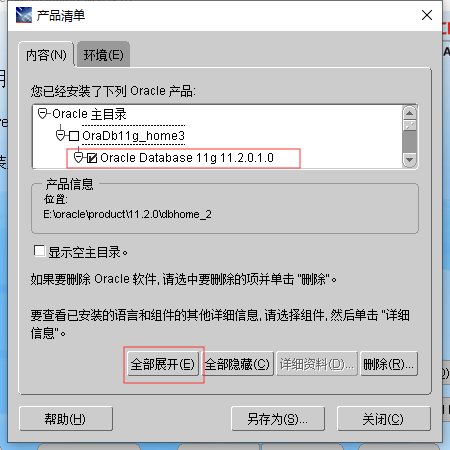 产品清单
内容(N) 环境(E)
您已经安装了下列 Oracle 产品:
Oracle 主目录
OraDb11g_home3
Oracle Database 11g 11.2.0.1.0
产品信息
位置:
E:\oracle\product\11.2.0\dbhome_2
显示空主目录。
如果要删除 Oracle 软件, 请选中要删除的项并单击 "删除"。
要查看已安装的语言和组件的其他详细信息, 请选择组件, 然后单击 "详细
信息"。
全部展开(E) 全部隐藏(C) 详细资料(D)... 删除(R)...
帮助(H) 另存为(S)... 关闭(C)